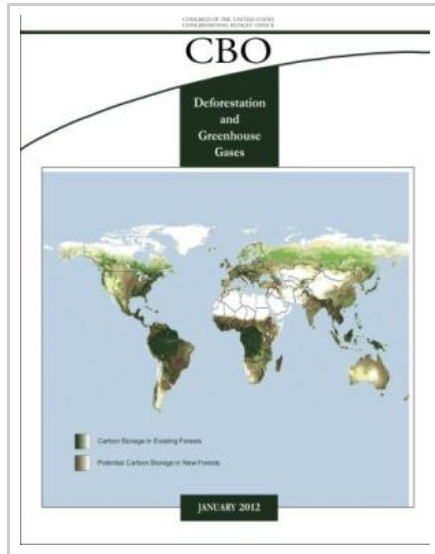 CONGRESS OF THE UNITED STATES
CONGRESSIONAL BUDGET OFFICE
CBO
Deforestation
and
Greenhouse
Gases
Carbon Storage in Existing Forests
Potential Carbon Storage in New Forests
JANUARY 2012